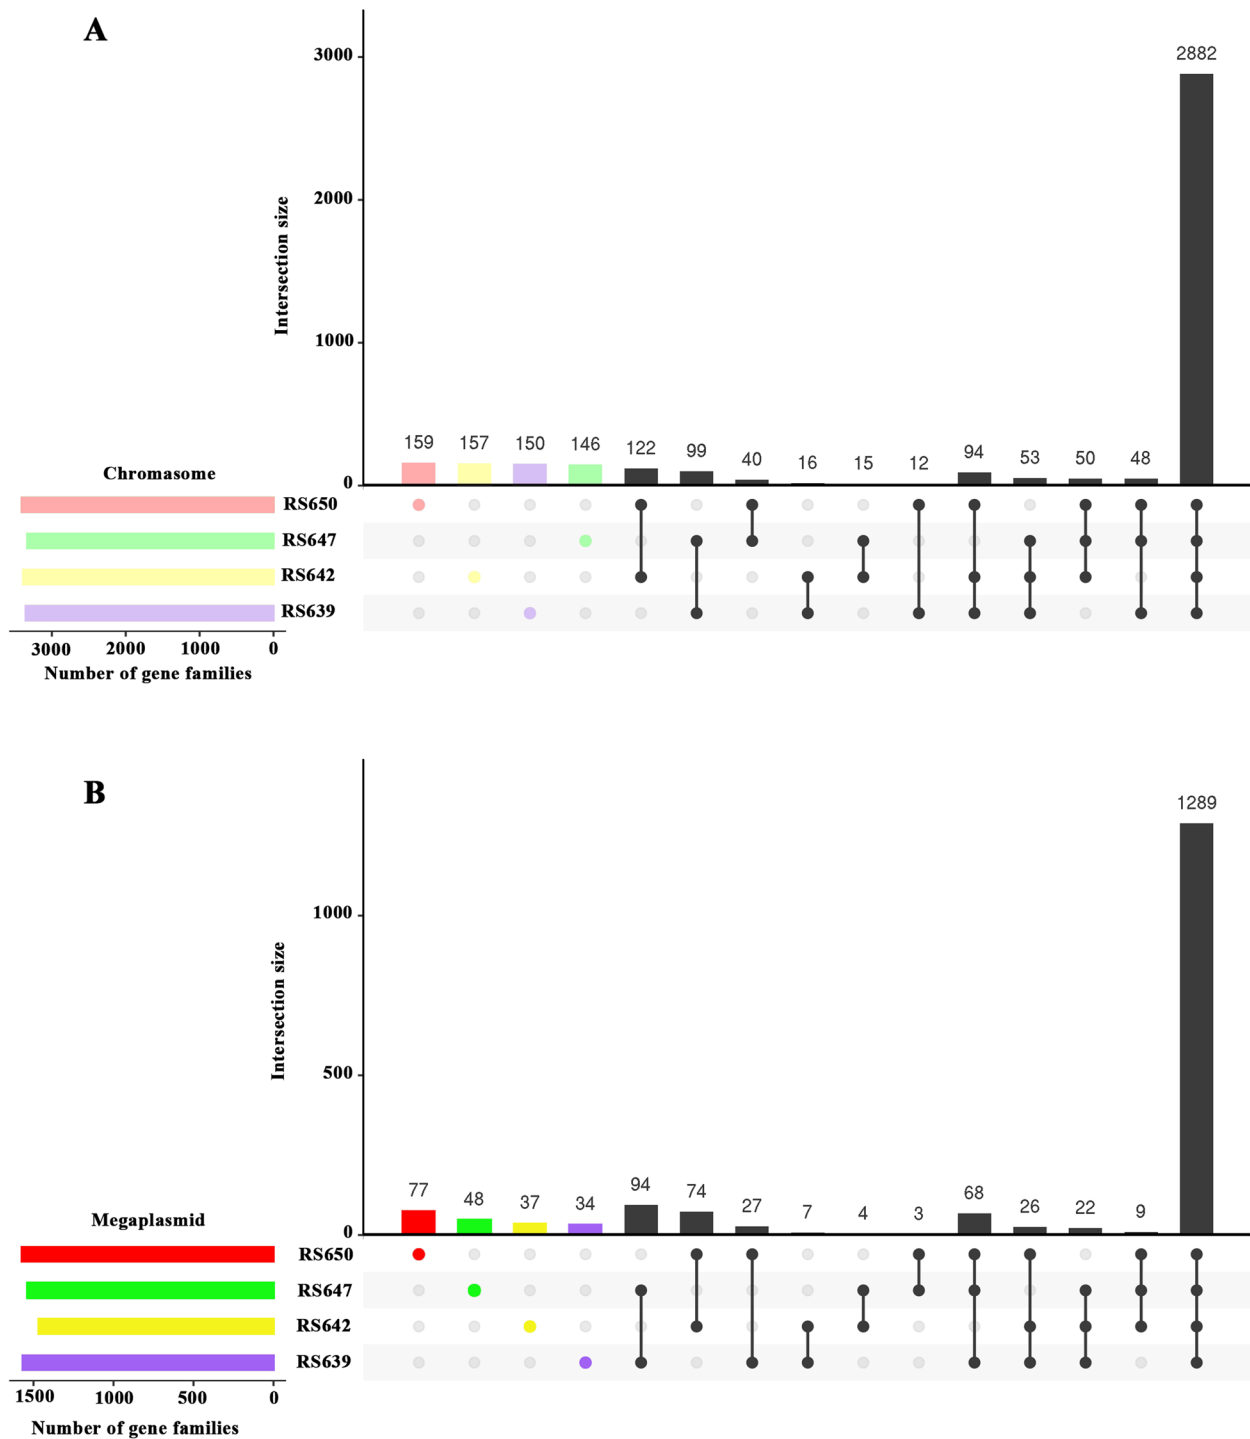 A
3000
2882
2000
Intersection size
1000
159 157 150 146 122 99 40 16 15 12 94 53 50 48
0
Chromasome
RS650
RS647
RS642
RS639
3000 2000 1000 0
Number of gene families
B
1289
1000
Intersection size
500
77 48 37 34 94 74 27 7 4 3 68 26 22 9
0
Megaplasmid
RS650
RS647
RS642
RS639
1500 1000 500 0
Number of gene families